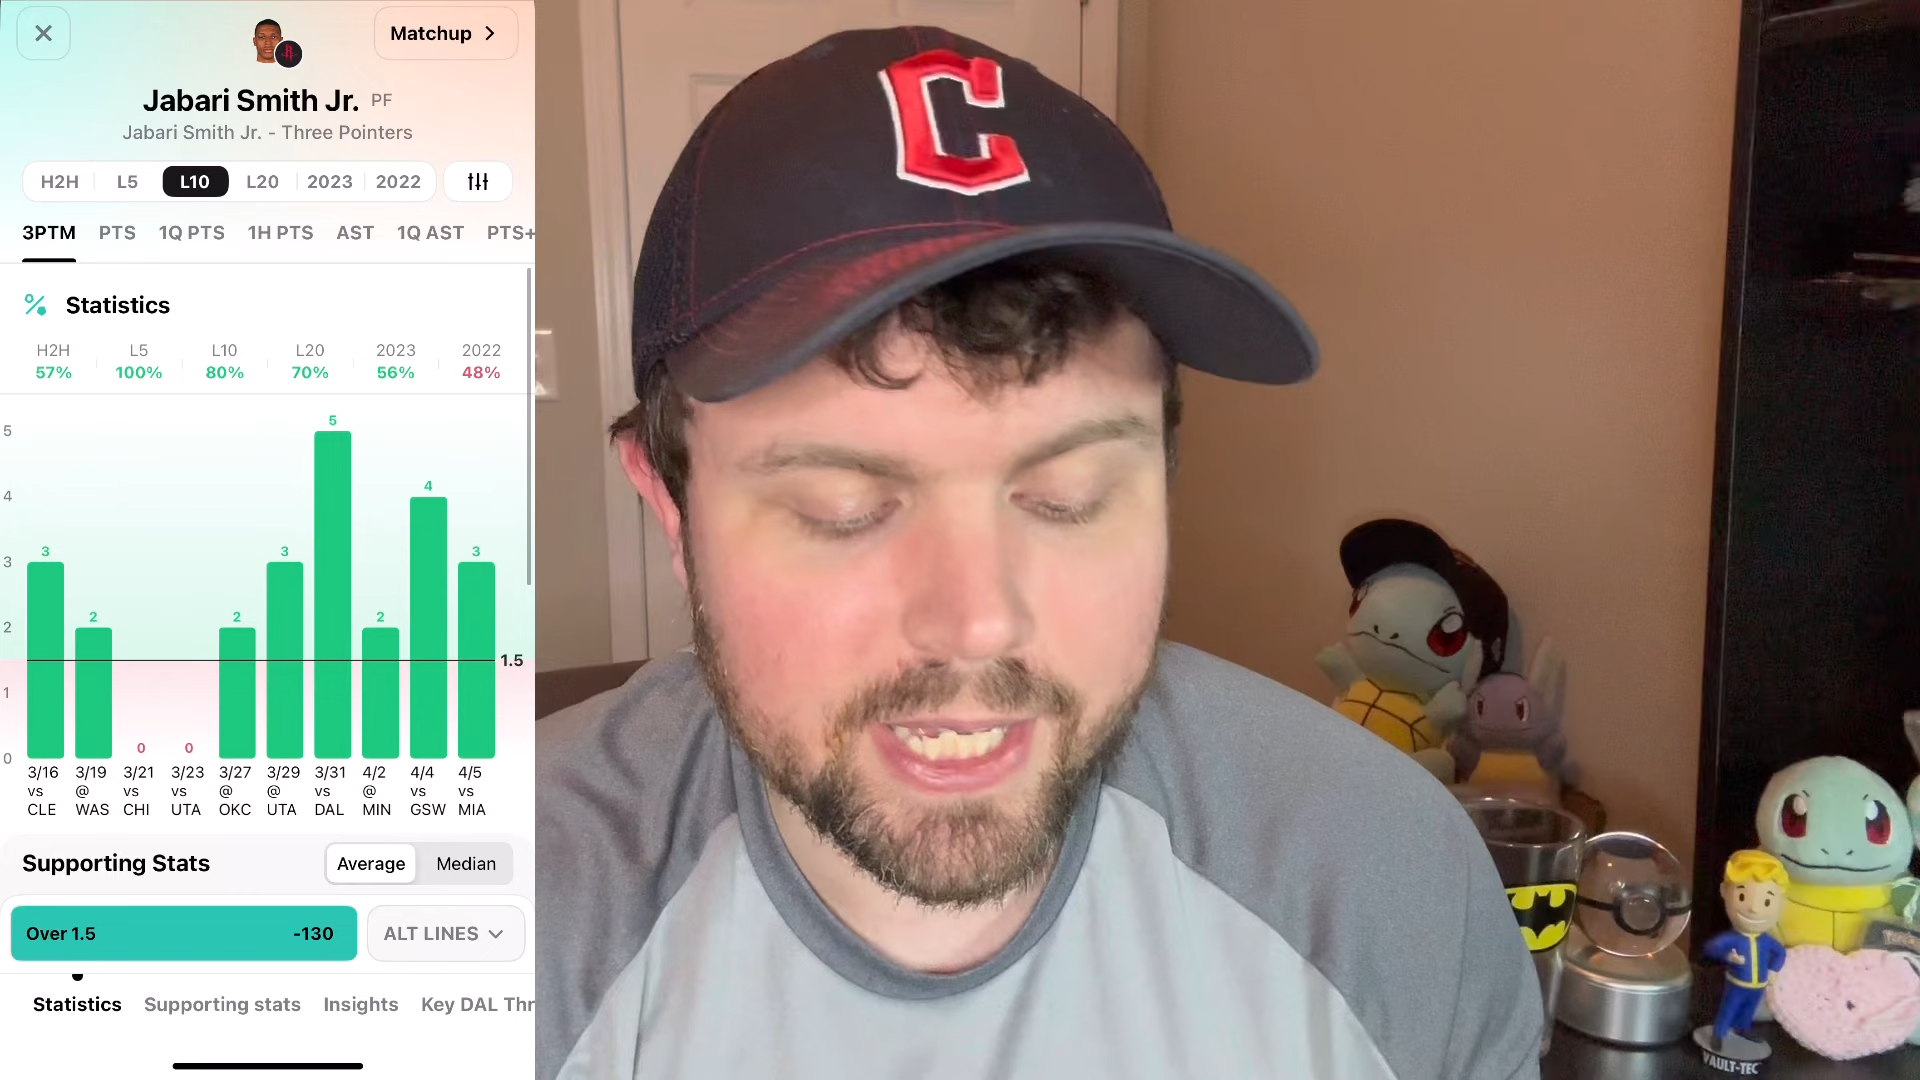 Matchup
Jabari Smith Jr. PF
Jabari Smith Jr. - Three Pointers
H2H L5 L10 L20 2023 2022
3PTM PTS 1Q PTS 1H PTS AST 1Q AST PTS+
Statistics
H2H L5 L10 L20 2023 2022
57% 100% 80% 70% 56% 48%
5 4 3 2 1 0
3 2 0 0 2 3 5 2 4 3
1.5
3/16 vs CLE
3/19 @ WAS
3/21 vs CHI
3/23 vs UTA
3/27 @ OKC
3/29 @ UTA
3/31 vs DAL
4/2 @ MIN
4/4 vs GSW
4/5 vs MIA
Supporting Stats Average Median
Over 1.5 -130 ALT LINES
Statistics Supporting stats Insights Key DAL Thr
C
VAULT-TEC